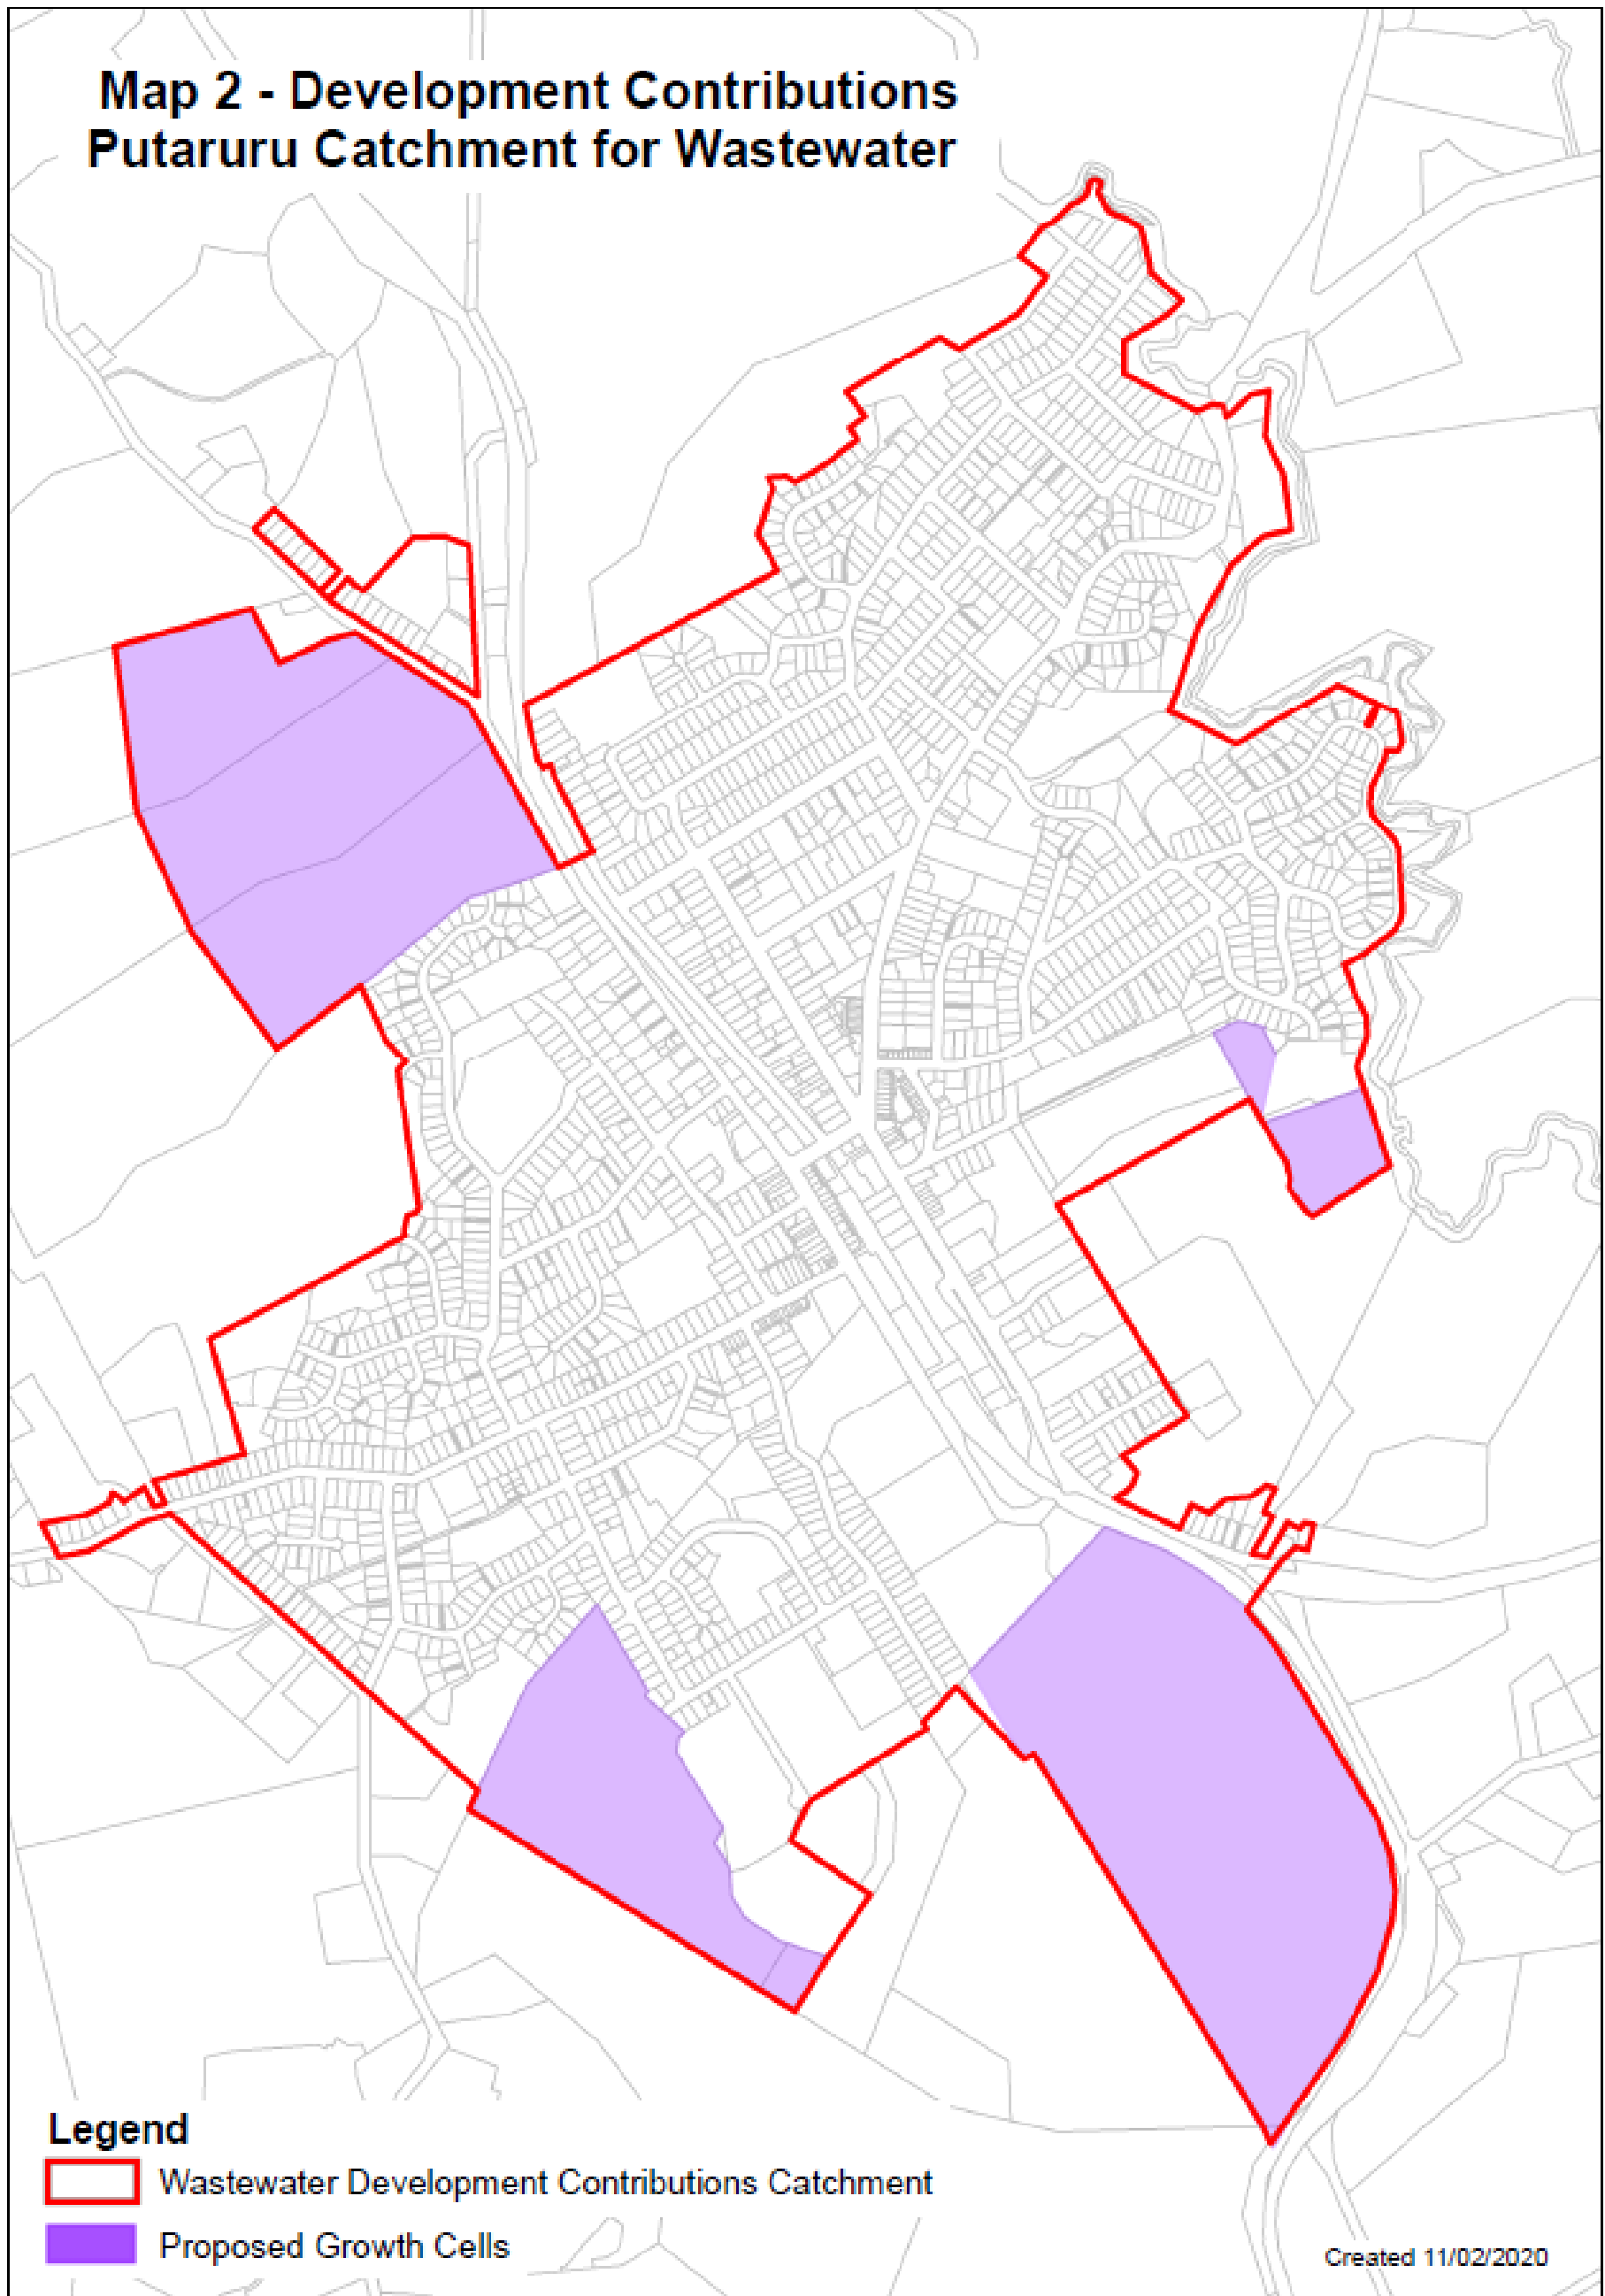 Map 2 - Development Contributions
Putaruru Catchment for Wastewater
Legend
Wastewater Development Contributions Catchment
Proposed Growth Cells
Created 11/02/2020